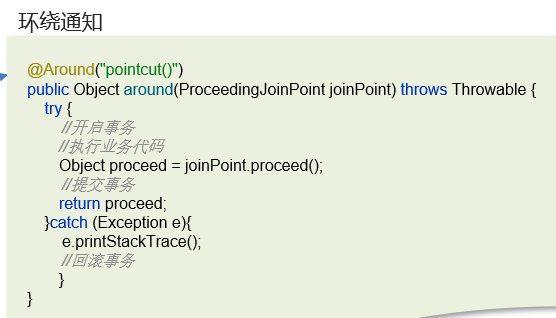 环绕通知
@Around("pointcut()")
public Object around(ProceedingJoinPoint joinPoint) throws Throwable {
try {
//开启事务
//执行业务代码
Object proceed = joinPoint.proceed();
//提交事务
return proceed;
}catch (Exception e){
e.printStackTrace();
//回滚事务
}
}